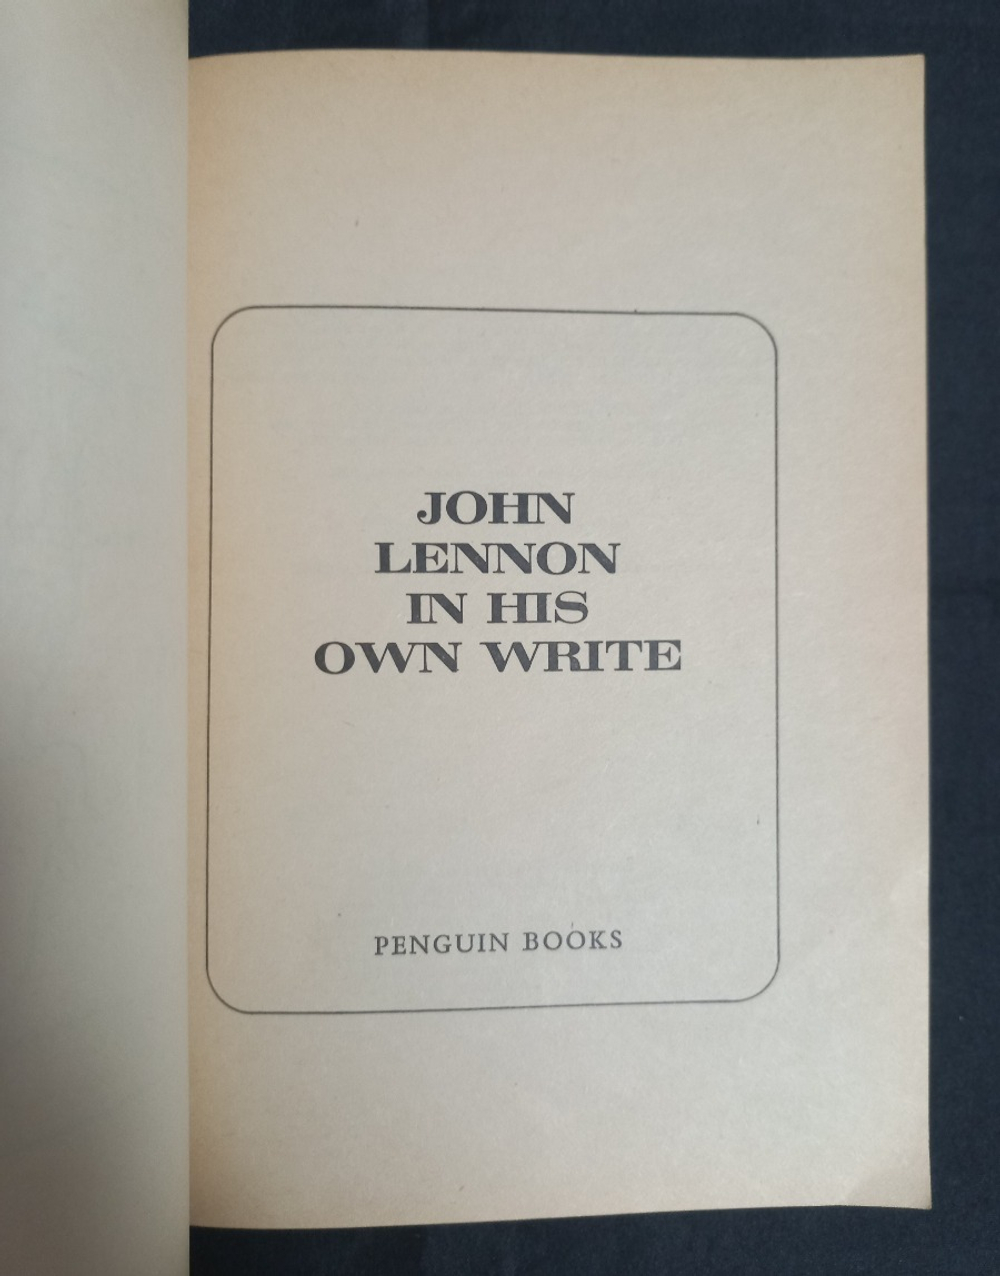 JOHN
LENNON
IN HIS
OWN WRITE
PENGUIN BOOKS